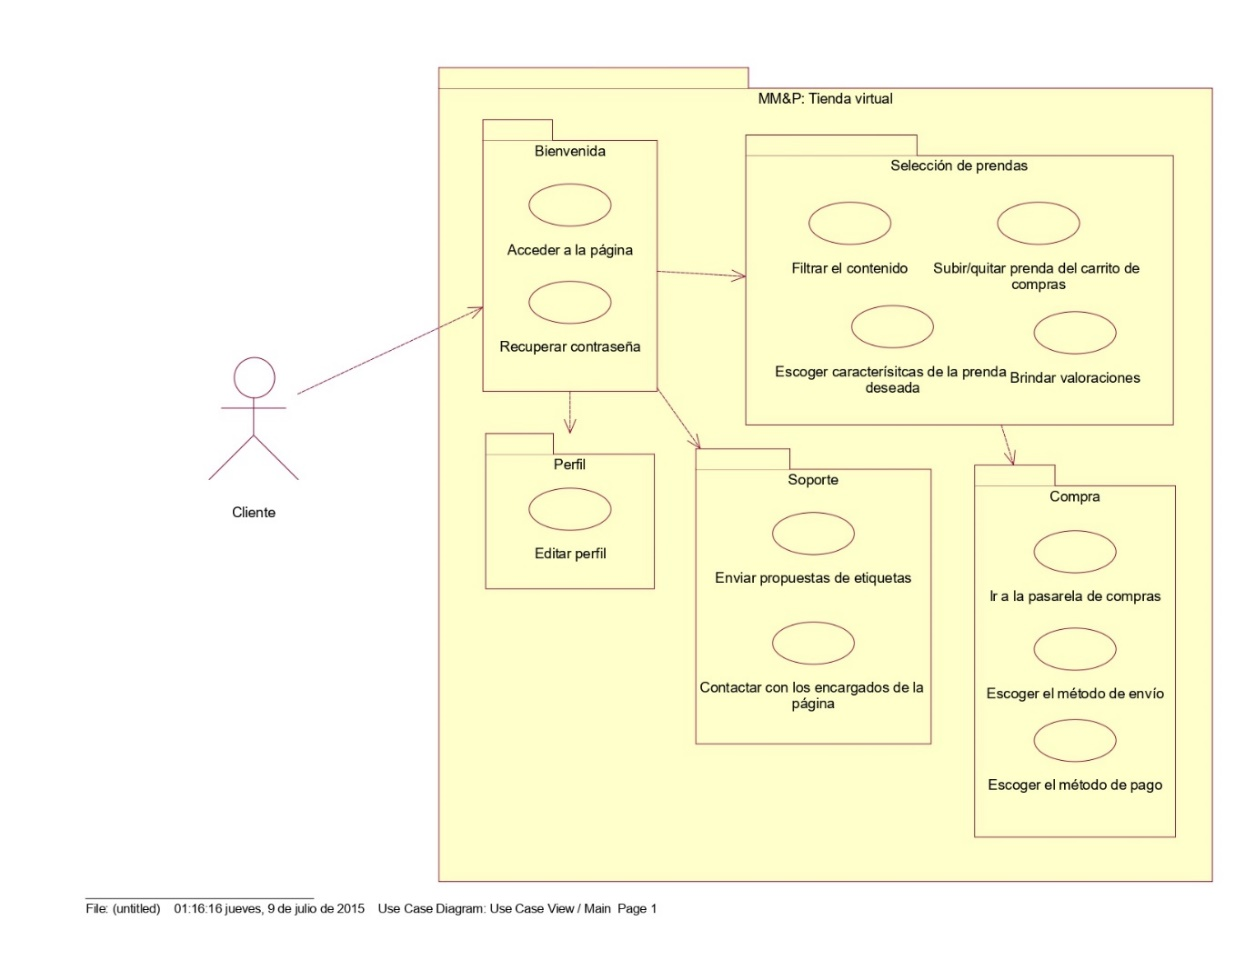 MM&P: Tienda virtual
Bienvenida
Acceder a la página
Recuperar contraseña
Selección de prendas
Filtrar el contenido
Subir/quitar prenda del carrito de
compras
Escoger caracterísitcas de la prenda
deseada
Brindar valoraciones
Cliente
Perfil
Editar perfil
Soporte
Enviar propuestas de etiquetas
Contactar con los encargados de la
página
Compra
Ir a la pasarela de compras
Escoger el método de envío
Escoger el método de pago
File: (untitled) 01:16:16 jueves, 9 de julio de 2015 Use Case Diagram: Use Case View / Main Page 1